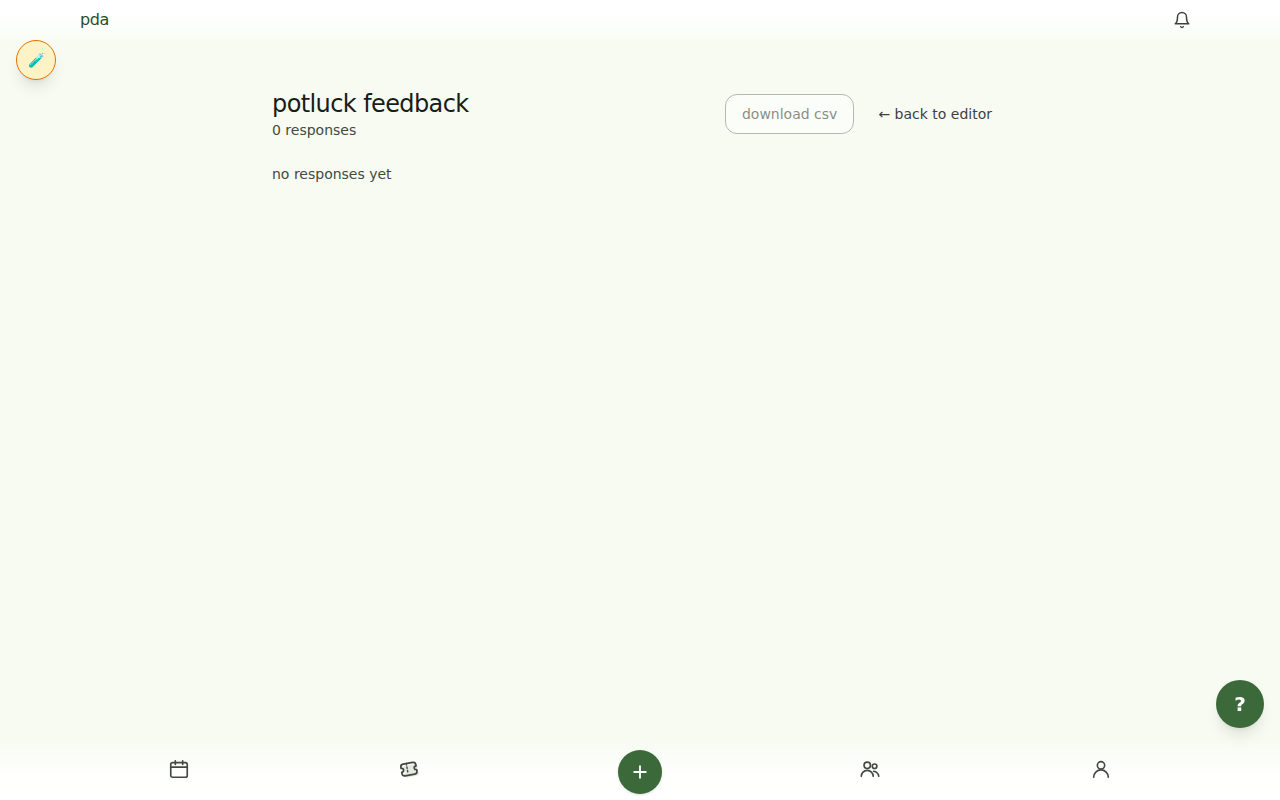 pda
potluck feedback
0 responses
download csv
← back to editor
no responses yet
?